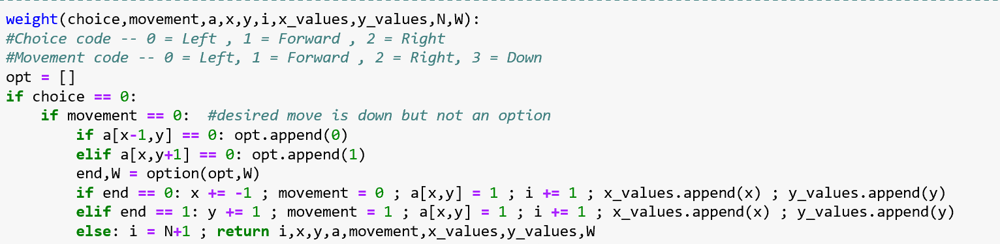 weight(choice,movement,a,x,y,i,x_values,y_values,N,W):
#Choice code -- 0 = Left , 1 = Forward , 2 = Right
#Movement code -- 0 = Left, 1 = Forward , 2 = Right, 3 = Down
opt = []
if choice == 0:
    if movement == 0:  #desired move is down but not an option
        if a[x-1,y] == 0: opt.append(0)
        elif a[x,y+1] == 0: opt.append(1)
        end,W = option(opt,W)
        if end == 0: x += -1 ; movement = 0 ; a[x,y] = 1 ; i += 1 ; x_values.append(x) ; y_values.append(y)
        elif end == 1: y += 1 ; movement = 1 ; a[x,y] = 1 ; i += 1 ; x_values.append(x) ; y_values.append(y)
        else: i = N+1 ; return i,x,y,a,movement,x_values,y_values,W